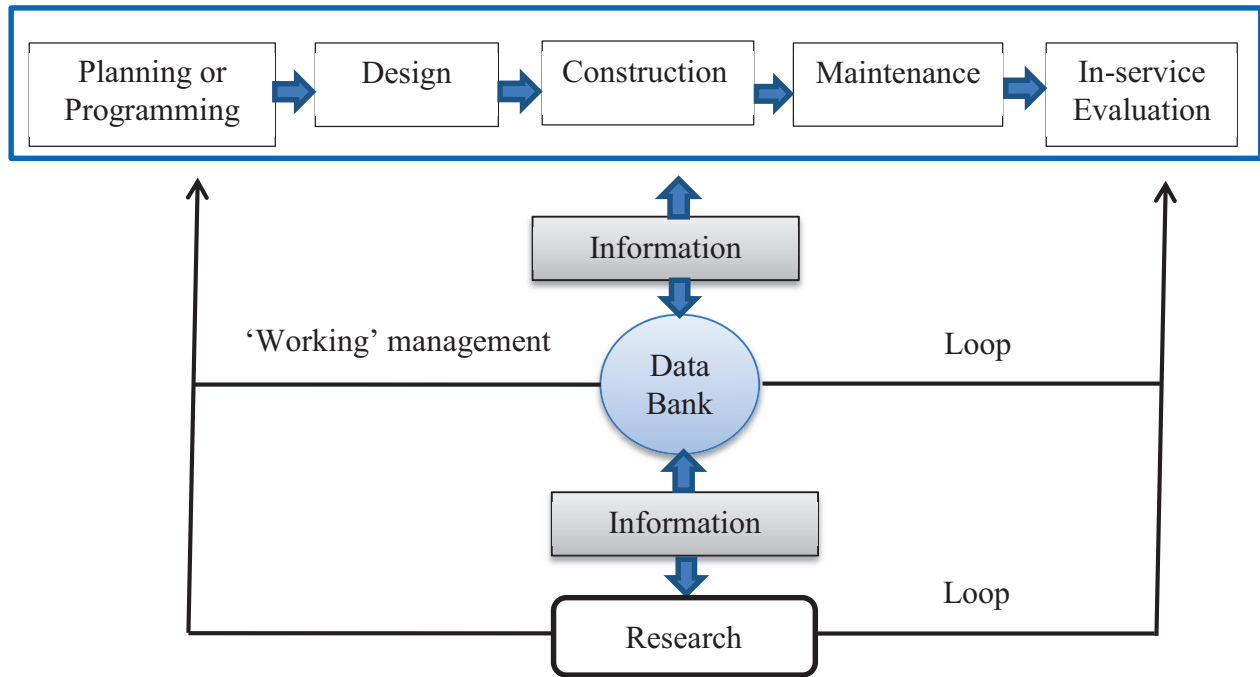 Planning or
Programming
Design
Construction
Maintenance
In-service
Evaluation
Information
‘Working’ management
Data
Bank
Loop
Information
Research
Loop